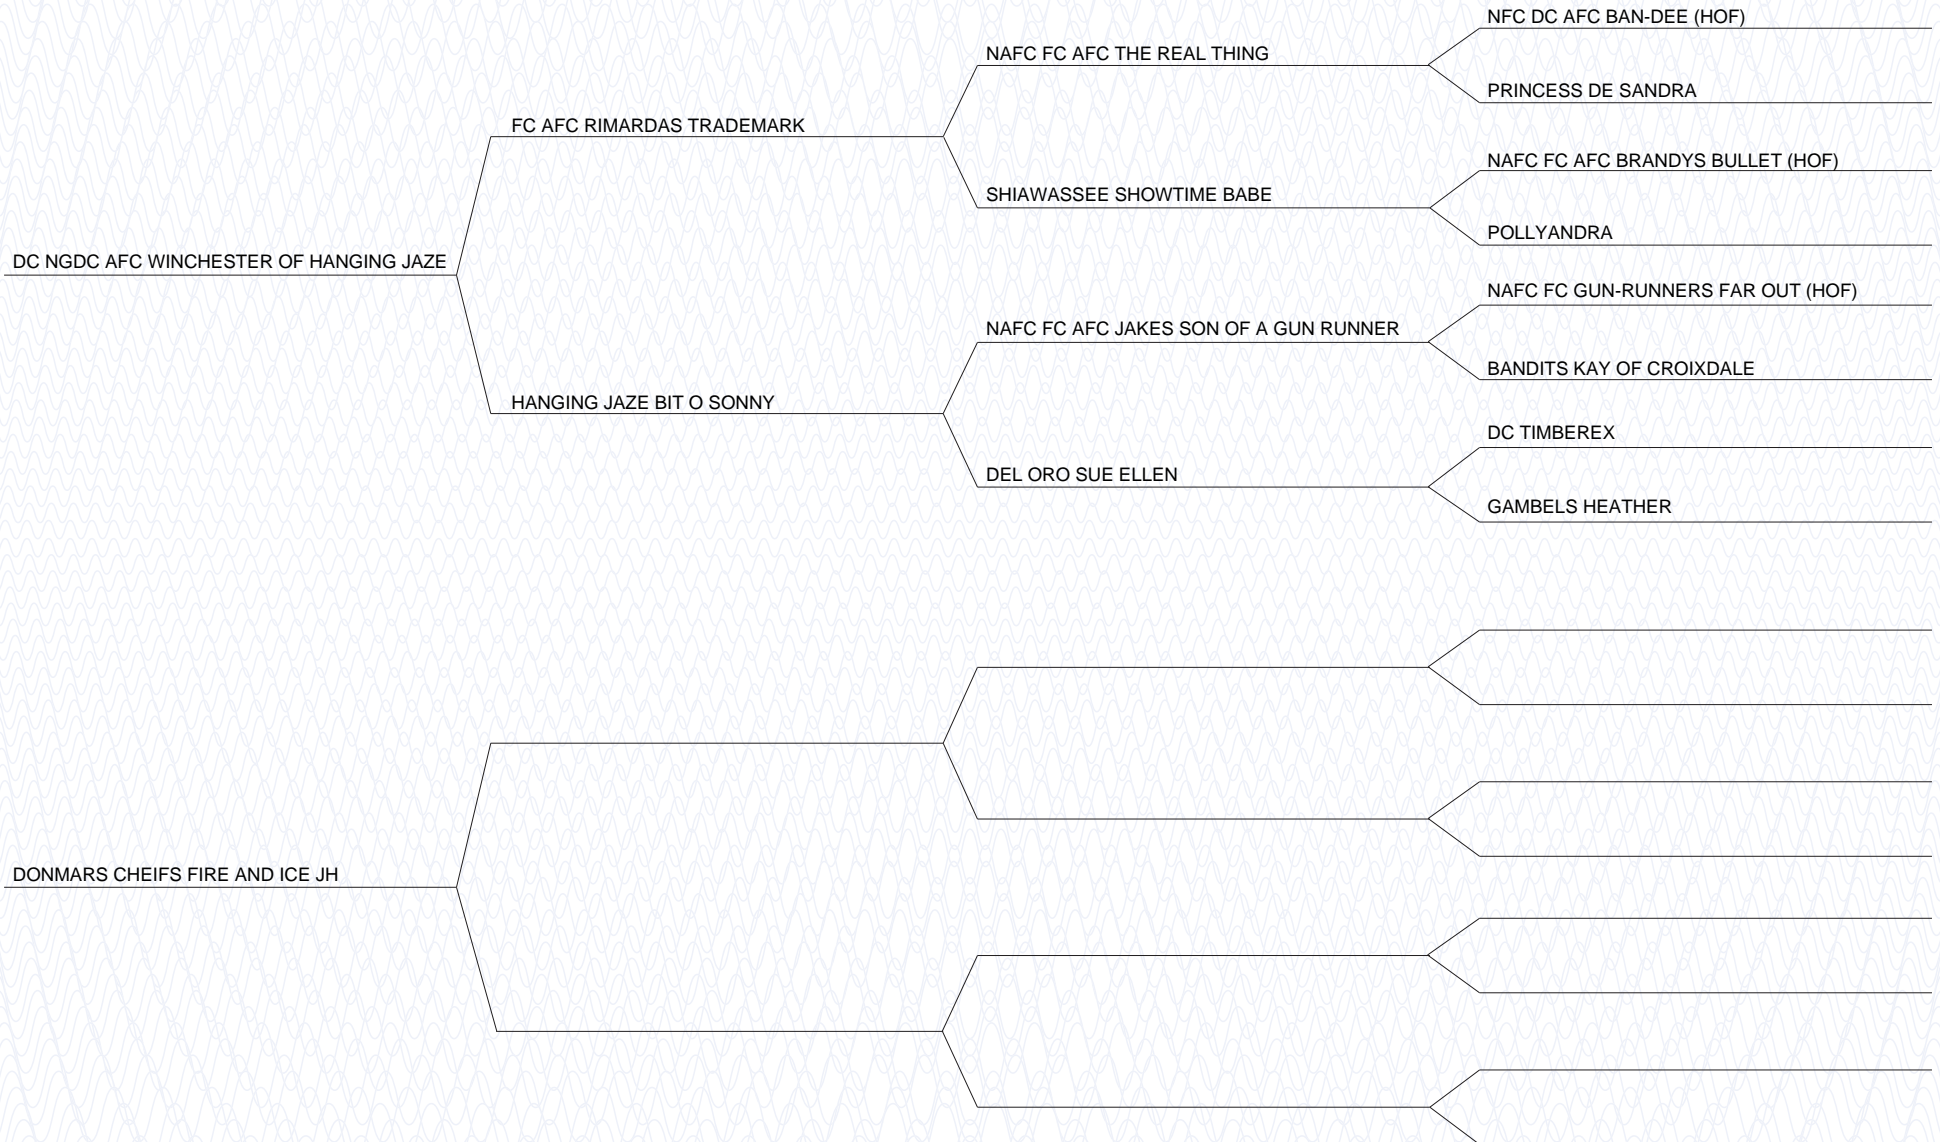 NFC DC AFC BAN-DEE (HOF)
NAFC FC AFC THE REAL THING
PRINCESS DE SANDRA
FC AFC RIMARDAS TRADEMARK
NAFC FC AFC BRANDYS BULLET (HOF)
SHIAWASSEE SHOWTIME BABE
POLLYANDRA
DC NGDC AFC WINCHESTER OF HANGING JAZE
NAFC FC GUN-RUNNERS FAR OUT (HOF)
NAFC FC AFC JAKES SON OF A GUN RUNNER
BANDITS KAY OF CROIXDALE
HANGING JAZE BIT O SONNY
DC TIMBEREX
DEL ORO SUE ELLEN
GAMBELS HEATHER
DONMARS CHEIFS FIRE AND ICE JH